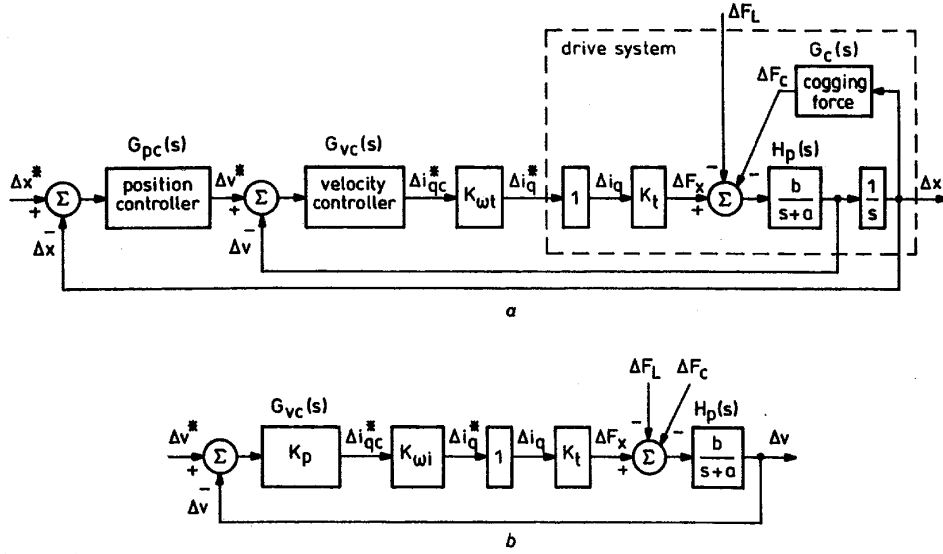 ΔF_L
drive system
G_c(s)
ΔF_c
cogging force
G_pc(s)
G_vc(s)
H_p(s)
Δx*
+
Σ
position controller
Δv*
+
Σ
velocity controller
Δi*_qc
K_ωt
Δi*_q
1
Δi_q
K_t
ΔF_x
+
−
−
Σ
b
s+a
1
s
Δx
Δx −
Δv −
a
ΔF_L ΔF_c
G_vc(s)
H_p(s)
Δv*
+
Σ
K_p
Δi*_qc
K_ωi
Δi*_q
1
Δi_q
K_t
ΔF_x
+
−
−
Σ
b
s+a
Δv
Δv −
b